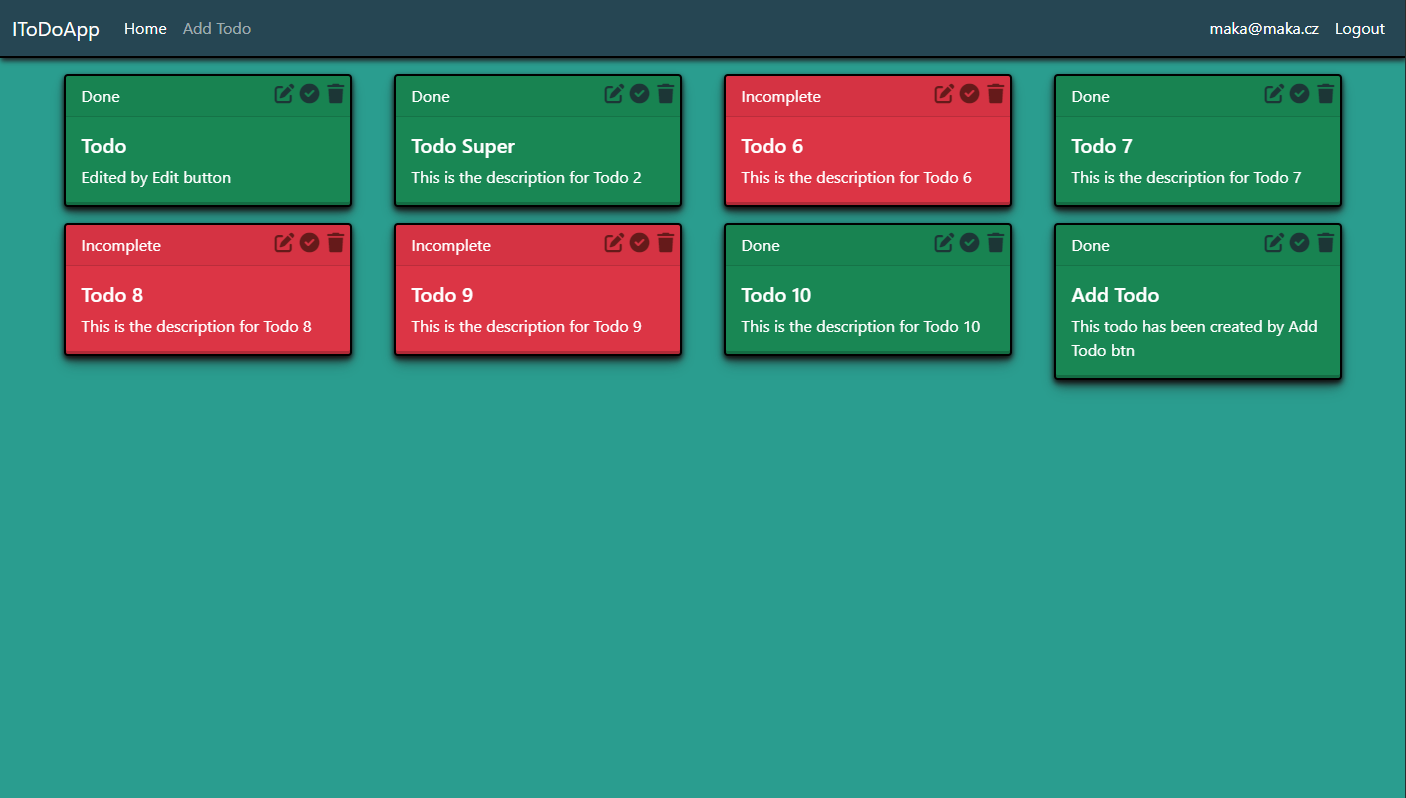 IToDoApp Home Add Todo maka@maka.cz Logout
Done
Todo
Edited by Edit button
Done
Todo Super
This is the description for Todo 2
Incomplete
Todo 6
This is the description for Todo 6
Done
Todo 7
This is the description for Todo 7
Incomplete
Todo 8
This is the description for Todo 8
Incomplete
Todo 9
This is the description for Todo 9
Done
Todo 10
This is the description for Todo 10
Done
Add Todo
This todo has been created by Add
Todo btn